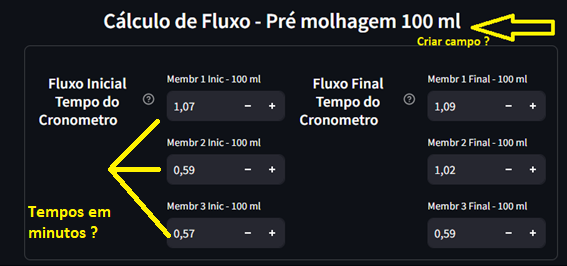 Cálculo de Fluxo - Pré molhagem 100 ml
Criar campo ?
Fluxo Inicial
Tempo do
Cronometro
Membr 1 Inic - 100 ml
1,07
Membr 2 Inic - 100 ml
0,59
Membr 3 Inic - 100 ml
0,57
Fluxo Final
Tempo do
Cronometro
Membr 1 Final - 100 ml
1,09
Membr 2 Final - 100 ml
1,02
Membr 3 Final - 100 ml
0,59
Tempos em
minutos ?